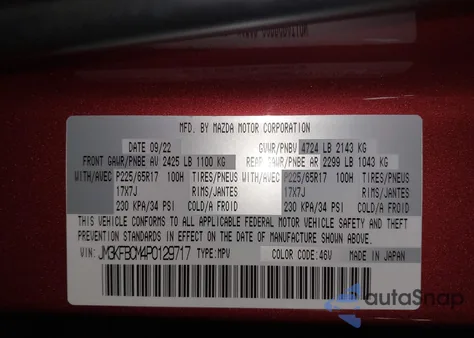 MFD. BY MAZDA MOTOR CORPORATION
DATE 09/22 GVWR/PNBV 4724 LB 2143 KG
FRONT GAWR/PNBE AV 2425 LB 1100 KG REAR GAWR/PNBE AR 2299 LB 1043 KG
WITH/AVEC P225/65R17 100H TIRES/PNEUS WITH/AVEC P225/65R17 100H TIRES/PNEUS
17X7J RIMS/JANTES 17X7J RIMS/JANTES
230 KPA/34 PSI COLD/A FROID 230 KPA/34 PSI COLD/A FROID
THIS VEHICLE CONFORMS TO ALL APPLICABLE FEDERAL MOTOR VEHICLE SAFETY AND
THEFT PREVENTION STANDARDS IN EFFECT ON THE DATE OF MANUFACTURE SHOWN ABOVE.
VIN: JM3KFBCM4P0129717 TYPE: MPV COLOR CODE: 46V MADE IN JAPAN
autoSnap